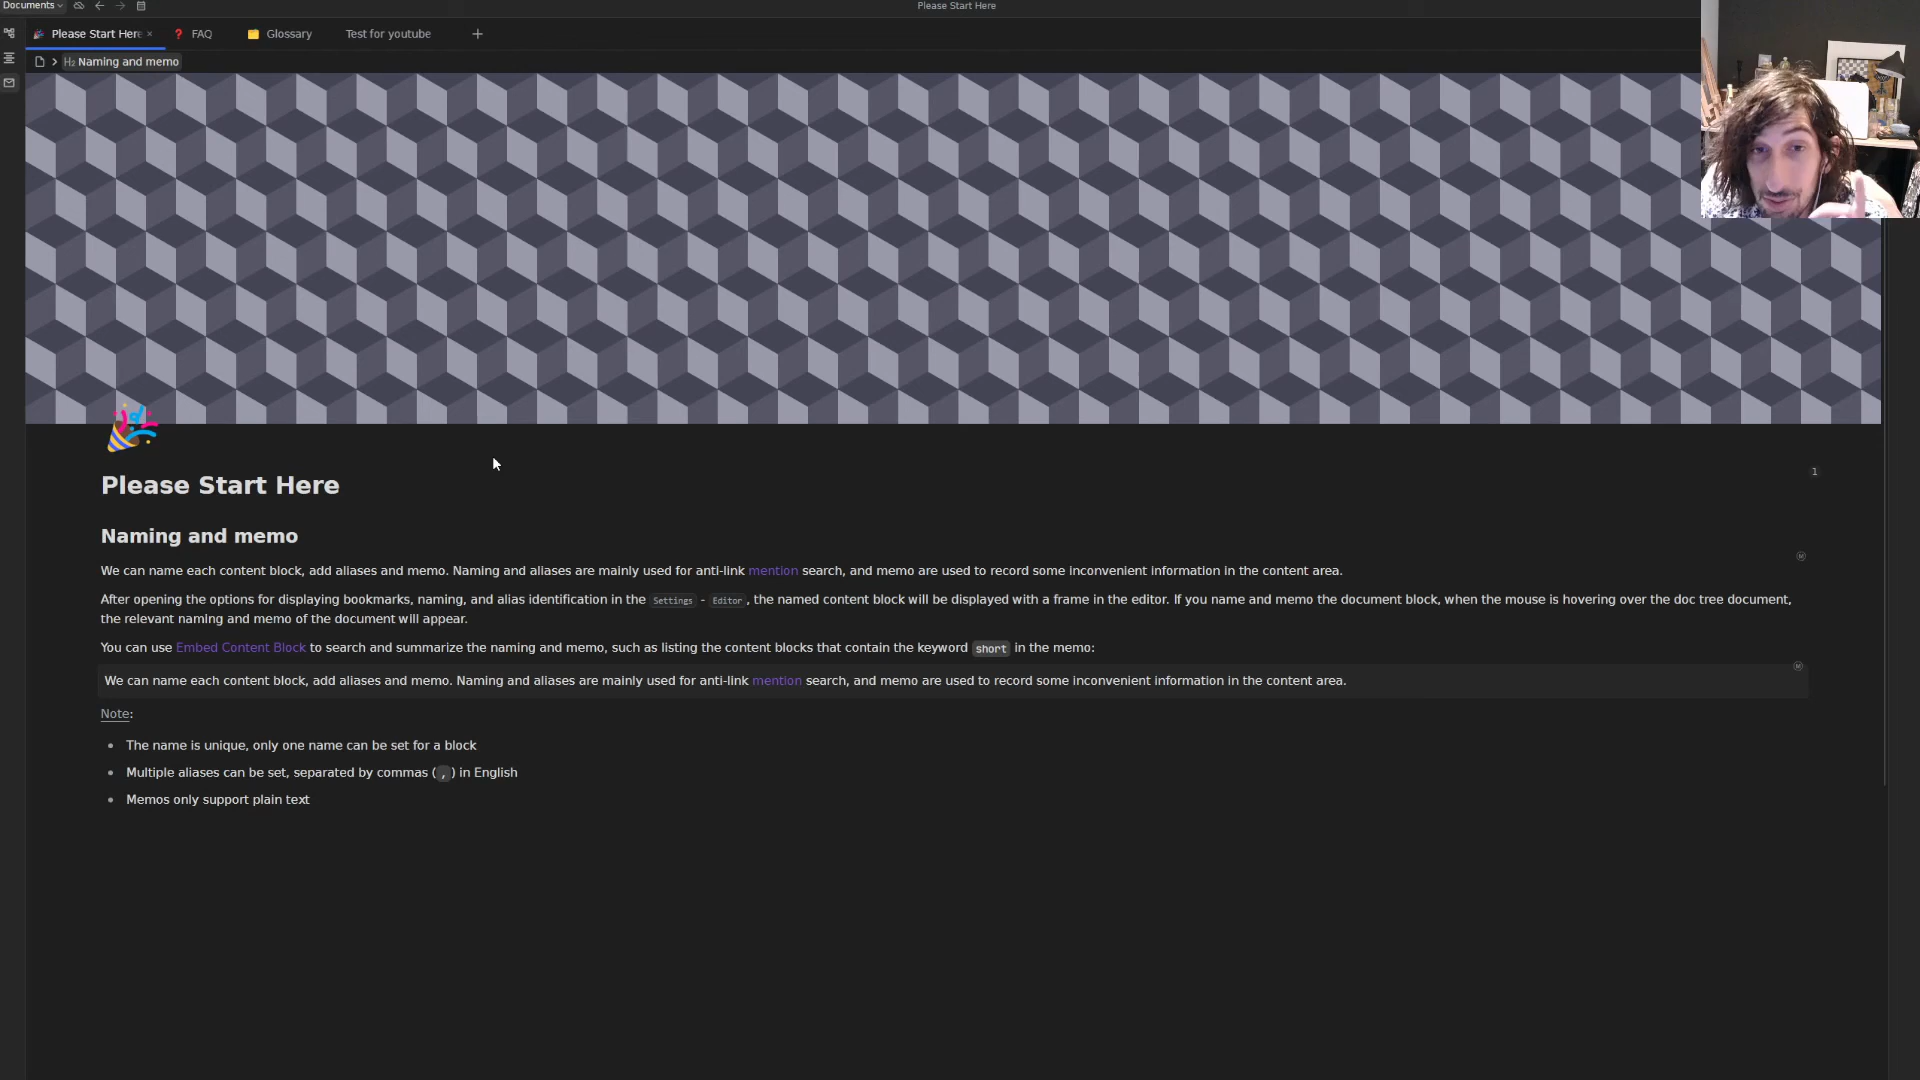 Documents
Please Start Here
Please Start Here
FAQ
Glossary
Test for youtube
H2 Naming and memo
Please Start Here
1
Naming and memo
We can name each content block, add aliases and memo. Naming and aliases are mainly used for anti-link mention search, and memo are used to record some inconvenient information in the content area.
After opening the options for displaying bookmarks, naming, and alias identification in the Settings - Editor, the named content block will be displayed with a frame in the editor. If you name and memo the document block, when the mouse is hovering over the doc tree document,
the relevant naming and memo of the document will appear.
You can use Embed Content Block to search and summarize the naming and memo, such as listing the content blocks that contain the keyword short in the memo:
We can name each content block, add aliases and memo. Naming and aliases are mainly used for anti-link mention search, and memo are used to record some inconvenient information in the content area.
Note:
The name is unique, only one name can be set for a block
Multiple aliases can be set, separated by commas (,) in English
Memos only support plain text